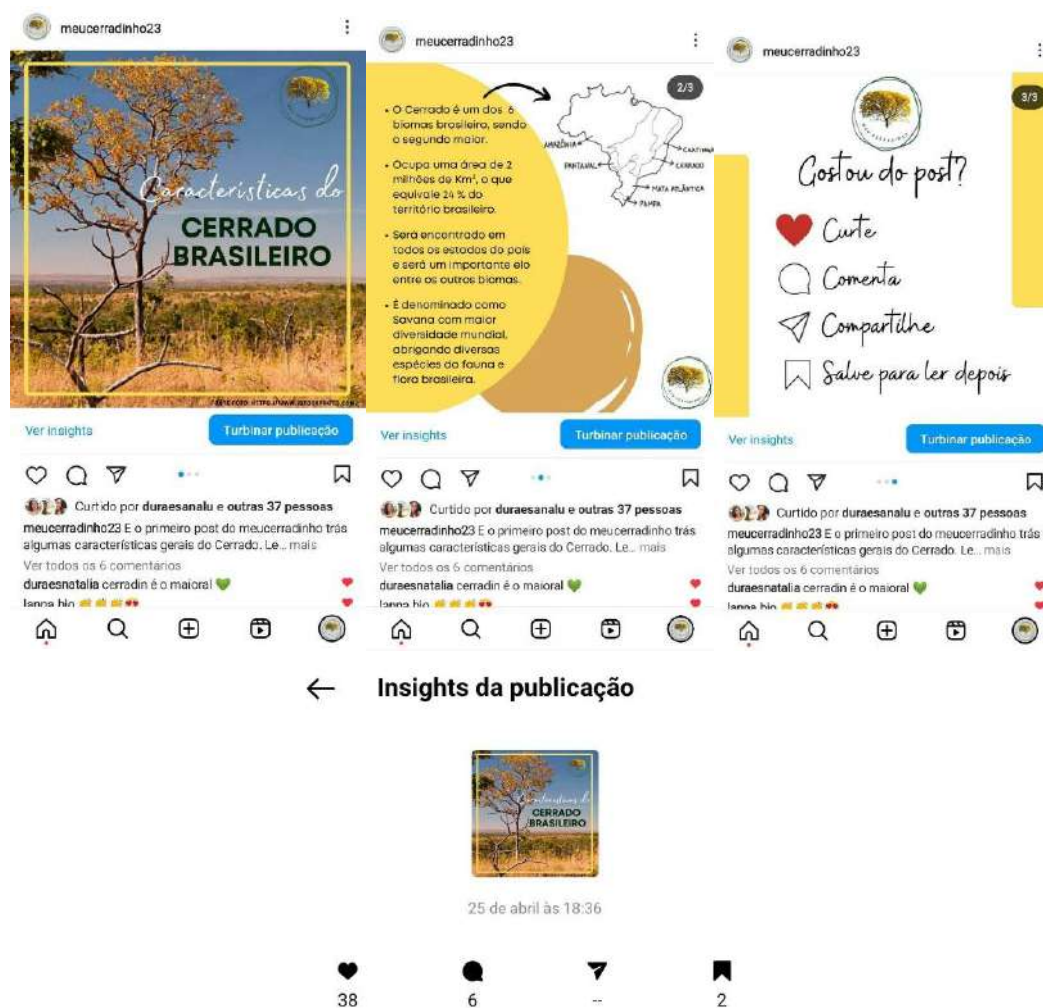 meucerradinho23
Características do
CERRADO
BRASILEIRO
Ver insights
Turbinar publicação
Curtido por duraesanalu e outras 37 pessoas
meucerradinho23 E o primeiro post do meucerradinho trás
algumas características gerais do Cerrado. Le... mais
Ver todos os 6 comentários
duraesnatalia cerradin é o maioral 💚
meucerradinho23
2/3
• O Cerrado é um dos 6
biomas brasileiro, sendo
o segundo maior.
• Ocupa uma área de 2
milhões de Km², o que
equivale 24 % do
território brasileiro.
• Será encontrado em
todos os estados do país
e será um importante elo
entre os outros biomas.
• É denominado como
Savana com maior
diversidade mundial,
abrigando diversas
espécies da fauna e
flora brasileira.
AMAZÔNIA
PANTANAL
CAATINGA
CERRADO
MATA ATLÂNTICA
PAMPA
Ver insights
Turbinar publicação
Curtido por duraesanalu e outras 37 pessoas
meucerradinho23 E o primeiro post do meucerradinho trás
algumas características gerais do Cerrado. Le... mais
Ver todos os 6 comentários
duraesnatalia cerradin é o maioral 💚
meucerradinho23
3/3
Gostou do post?
Curte
Comenta
Compartilhe
Salve para ler depois
Ver insights
Turbinar publicação
Curtido por duraesanalu e outras 37 pessoas
meucerradinho23 E o primeiro post do meucerradinho trás
algumas características gerais do Cerrado. Le... mais
Ver todos os 6 comentários
duraesnatalia cerradin é o maioral 💚
Insights da publicação
CERRADO
BRASILEIRO
25 de abril às 18:36
38
6
--
2